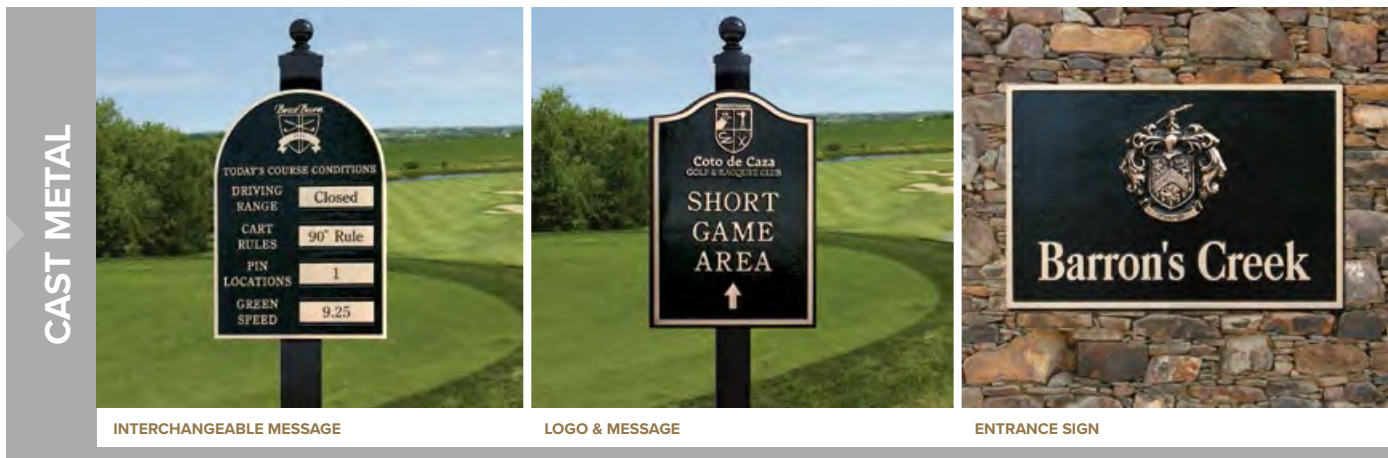 CAST METAL
TODAY'S COURSE CONDITIONS
DRIVING
RANGE
Closed
CART
RULES
90° Rule
PIN
LOCATIONS
1
GREEN
SPEED
9.25
INTERCHANGEABLE MESSAGE
Coto de Caza
GOLF & RACQUET CLUB
SHORT
GAME
AREA
LOGO & MESSAGE
Barron's Creek
ENTRANCE SIGN